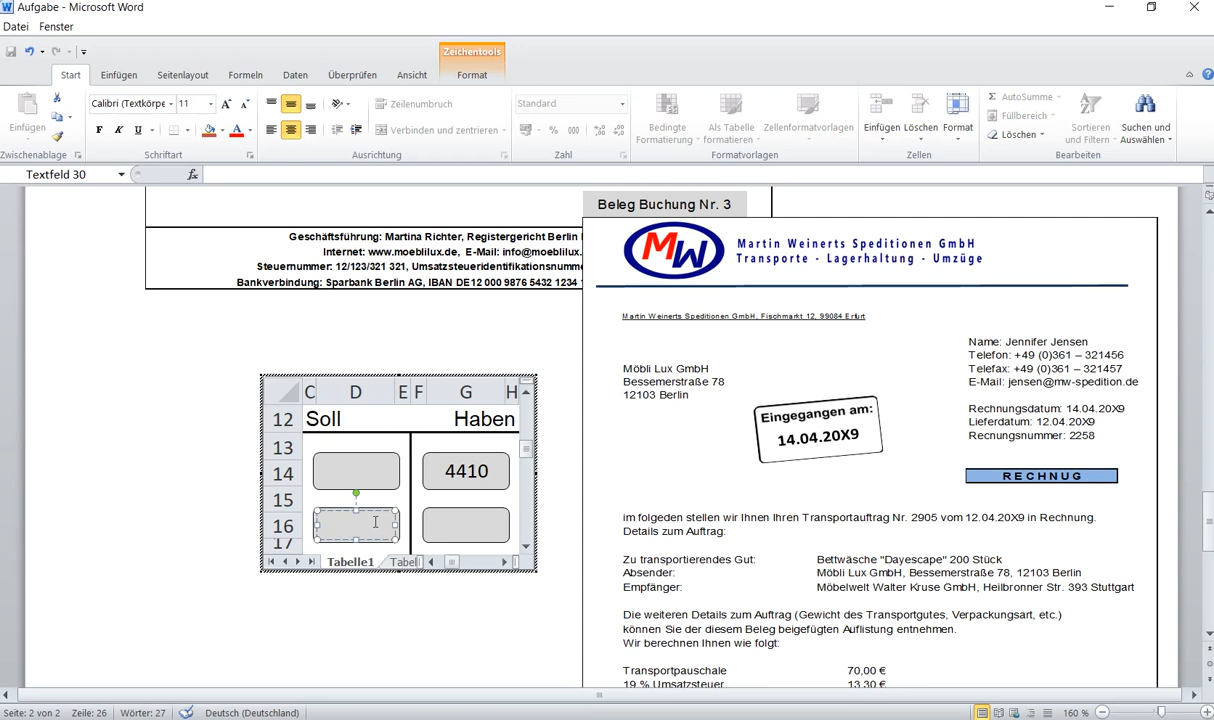 Aufgabe - Microsoft Word
Datei Fenster
Zeichentools
Start Einfügen Seitenlayout Formeln Daten Überprüfen Ansicht Format
Einfügen
Calibri (Textkörpe 11
F K U
Zeilenumbruch
Verbinden und zentrieren
Standard
% 000
Bedingte Formatierung
Als Tabelle formatieren
Zellenformatvorlagen
Einfügen Löschen Format
AutoSumme
Füllbereich
Löschen
Sortieren und Filtern
Suchen und Auswählen
Zwischenablage Schriftart Ausrichtung Zahl Formatvorlagen Zellen Bearbeiten
Textfeld 30 fx
Geschäftsführung: Martina Richter, Registergericht Berlin
Internet: www.moeblilux.de, E-Mail: info@moeblilux.
Steuernummer: 12/123/321 321, Umsatzsteueridentifikationsnumme
Bankverbindung: Sparbank Berlin AG, IBAN DE12 000 9876 5432 1234
C D E F G H
12 Soll Haben
13
14 4410
15
16
17
Tabelle1 Tabell
Beleg Buchung Nr. 3
MW
Martin Weinerts Speditionen GmbH
Transporte - Lagerhaltung - Umzüge
Martin Weinerts Speditionen GmbH, Fischmarkt 12, 99084 Erfurt
Name: Jennifer Jensen
Telefon: +49 (0)361 – 321456
Telefax: +49 (0)361 – 321457
E-Mail: jensen@mw-spedition.de
Möbli Lux GmbH
Bessemerstraße 78
12103 Berlin
Rechnungsdatum: 14.04.20X9
Lieferdatum: 12.04.20X9
Recnungsnummer: 2258
Eingegangen am:
14.04.20X9
RECHNUG
im folgeden stellen wir Ihnen Ihren Transportauftrag Nr. 2905 vom 12.04.20X9 in Rechnung.
Details zum Auftrag:
Zu transportierendes Gut: Bettwäsche "Dayescape" 200 Stück
Absender: Möbli Lux GmbH, Bessemerstraße 78, 12103 Berlin
Empfänger: Möbelwelt Walter Kruse GmbH, Heilbronner Str. 393 Stuttgart
Die weiteren Details zum Auftrag (Gewicht des Transportgutes, Verpackungsart, etc.)
können Sie der diesem Beleg beigefügten Auflistung entnehmen.
Wir berechnen Ihnen wie folgt:
Transportpauschale 70,00 €
19 % Umsatzsteuer 13,30 €
Seite: 2 von 2 Zeile: 26 Wörter: 27 Deutsch (Deutschland) 160 %